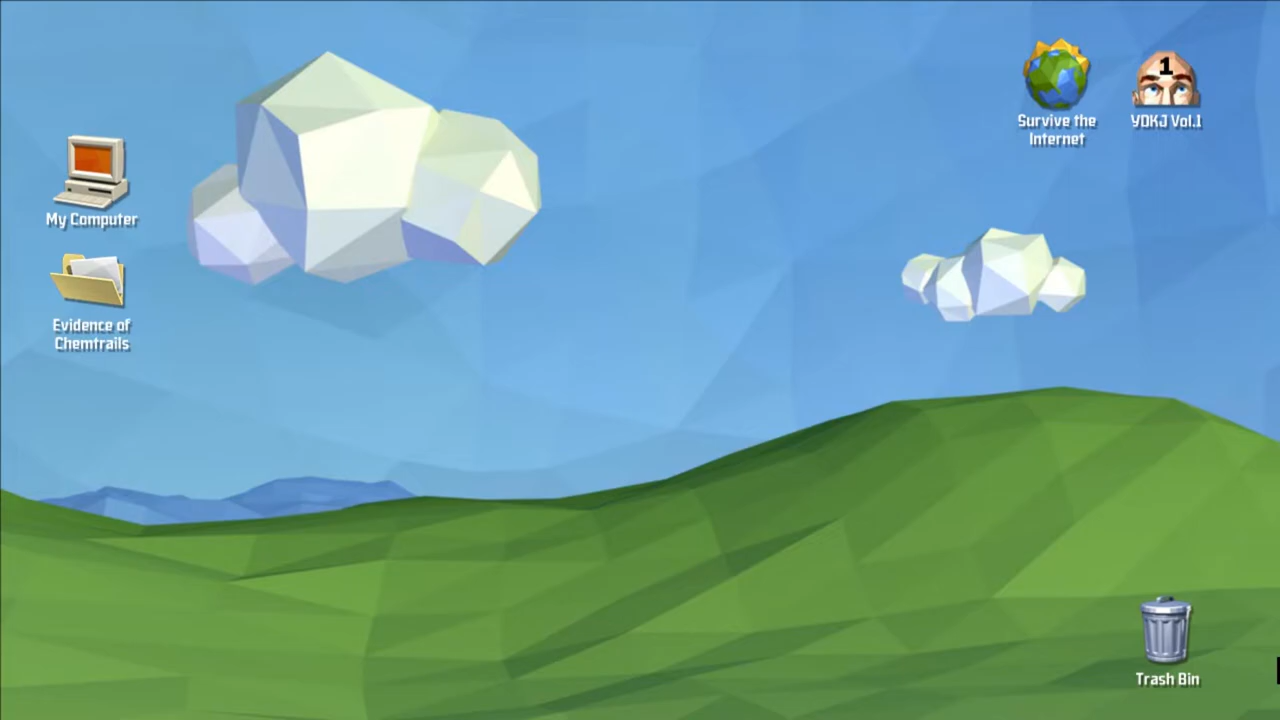 My Computer
Evidence of
Chemtrails
Survive the
Internet
1
YDKJ Vol.1
Trash Bin